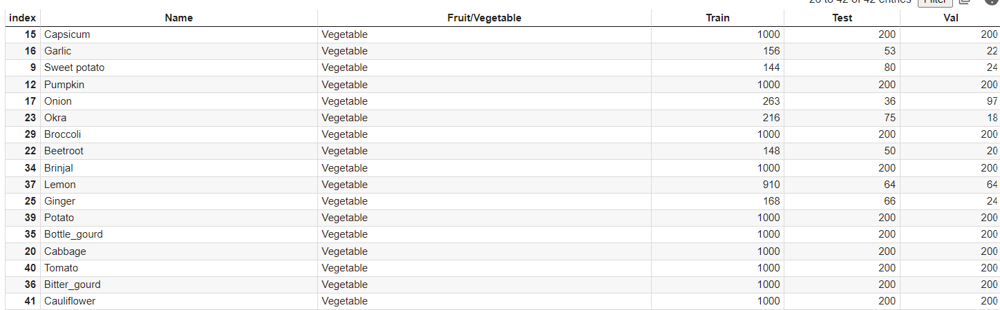 26 to 42 of 42 entries Filter
index Name Fruit/Vegetable Train Test Val
15 Capsicum Vegetable 1000 200 200
16 Garlic Vegetable 156 53 22
9 Sweet potato Vegetable 144 80 24
12 Pumpkin Vegetable 1000 200 200
17 Onion Vegetable 263 36 97
23 Okra Vegetable 216 75 18
29 Broccoli Vegetable 1000 200 200
22 Beetroot Vegetable 148 50 20
34 Brinjal Vegetable 1000 200 200
37 Lemon Vegetable 910 64 64
25 Ginger Vegetable 168 66 24
39 Potato Vegetable 1000 200 200
35 Bottle_gourd Vegetable 1000 200 200
20 Cabbage Vegetable 1000 200 200
40 Tomato Vegetable 1000 200 200
36 Bitter_gourd Vegetable 1000 200 200
41 Cauliflower Vegetable 1000 200 200